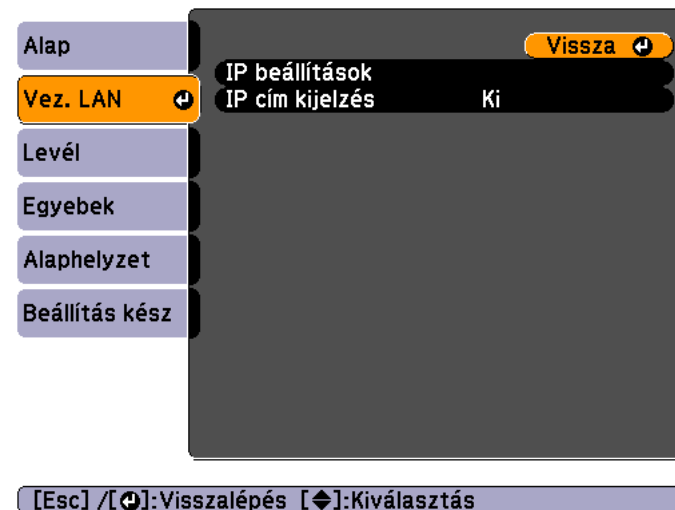 Alap
Vez. LAN
Levél
Egyebek
Alaphelyzet
Beállítás kész
Vissza
IP beállítások
IP cím kijelzés Ki
[Esc] /[⏎]:Visszalépés [◆]:Kiválasztás